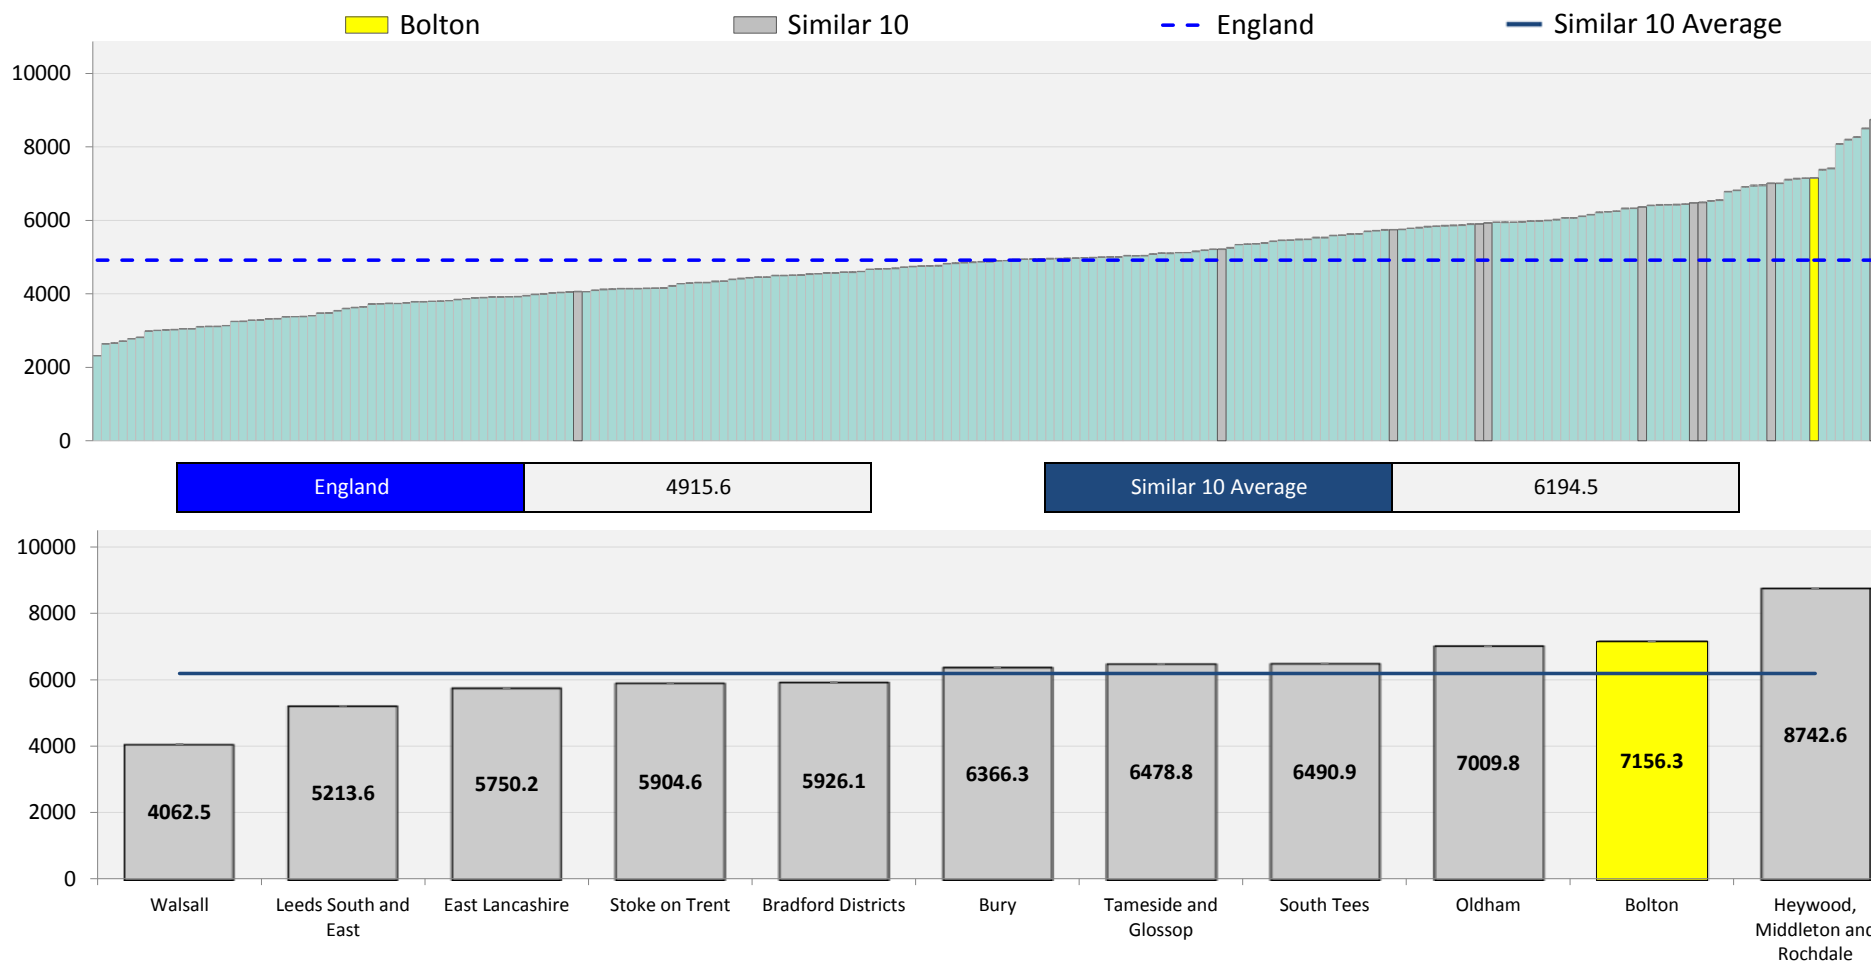 Bolton Similar 10 England Similar 10 Average
10000
8000
6000
4000
2000
0
England 4915.6 Similar 10 Average 6194.5
10000
8000
6000
4000
2000
0
4062.5 5213.6 5750.2 5904.6 5926.1 6366.3 6478.8 6490.9 7009.8 7156.3 8742.6
Walsall
Leeds South and
East
East Lancashire
Stoke on Trent
Bradford Districts
Bury
Tameside and
Glossop
South Tees
Oldham
Bolton
Heywood,
Middleton and
Rochdale